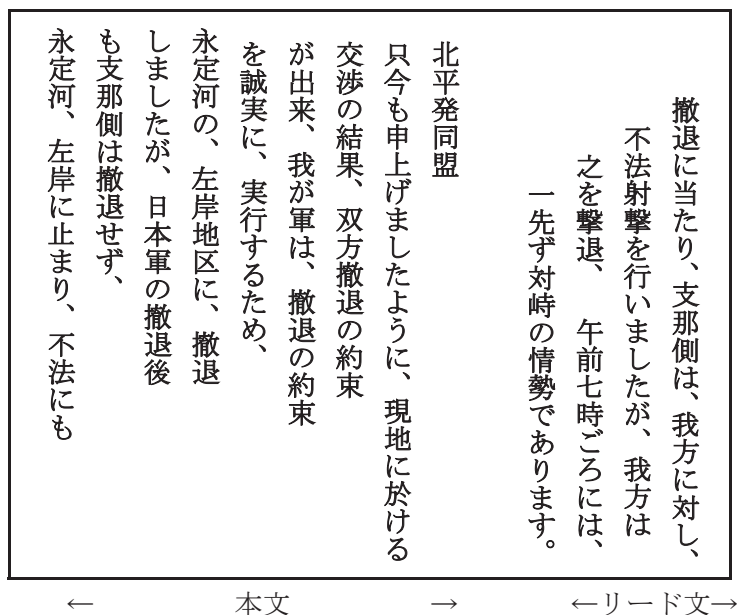 撤退に当たり、支那側は、我方に対し、
不法射撃を行いましたが、我方は
之を撃退、　午前七時ごろには、
一先ず対峙の情勢であります。
北平発同盟
只今も申上げましたように、現地に於ける
交渉の結果、双方撤退の約束
が出来、我が軍は、撤退の約束
を誠実に、実行するため、
永定河の、左岸地区に、撤退
しましたが、日本軍の撤退後
も支那側は撤退せず、
永定河、左岸に止まり、不法にも
←リード文→
←　本文　→